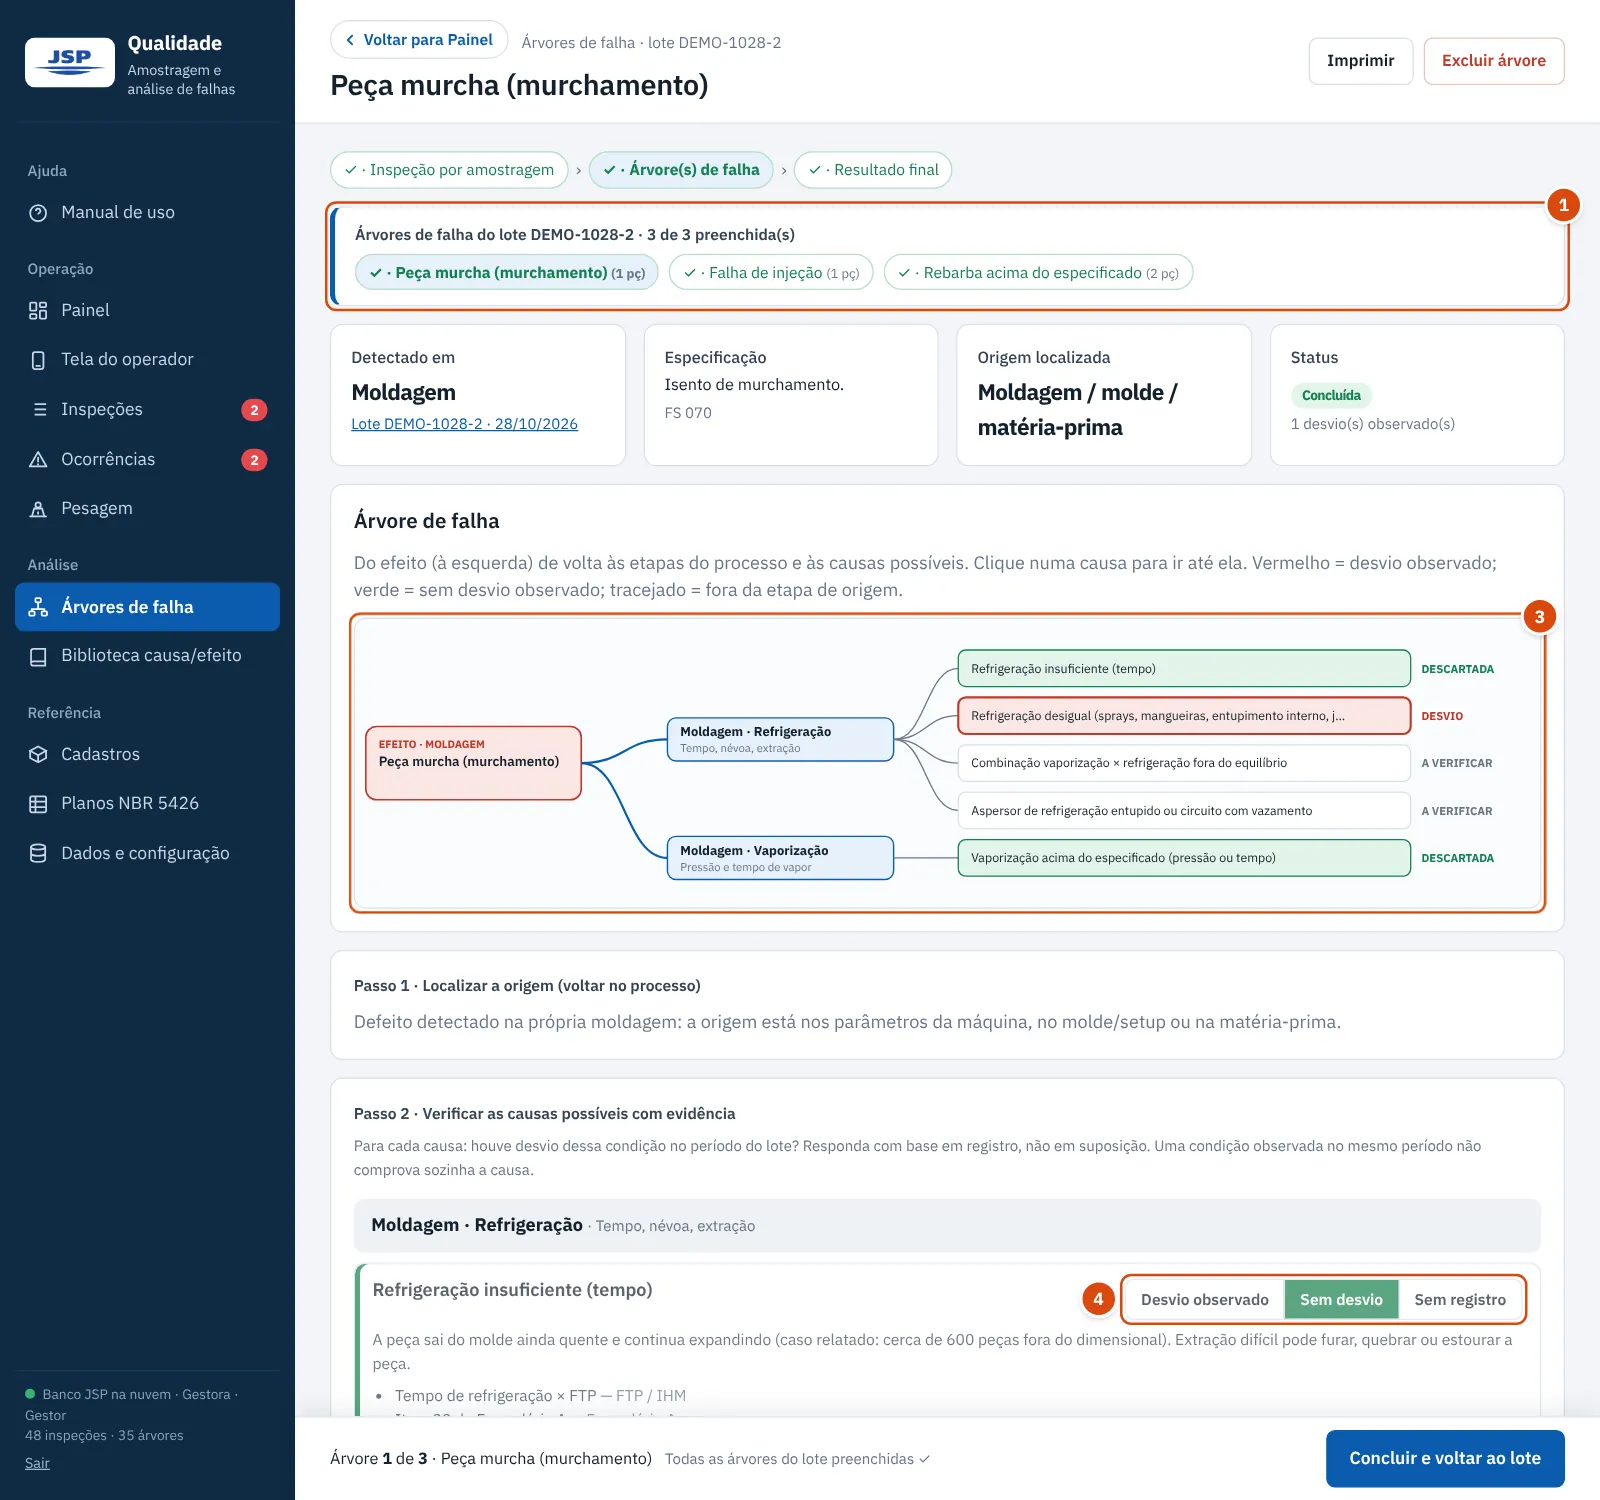 JSP
Qualidade
Amostragem e
análise de falhas
Ajuda
Manual de uso
Operação
Painel
Tela do operador
Inspeções 2
Ocorrências 2
Pesagem
Análise
Árvores de falha
Biblioteca causa/efeito
Referência
Cadastros
Planos NBR 5426
Dados e configuração
Banco JSP na nuvem · Gestora ·
Gestor
48 inspeções · 35 árvores
Sair
Voltar para Painel
Árvores de falha · lote DEMO-1028-2
Peça murcha (murchamento)
Imprimir
Excluir árvore
✓ · Inspeção por amostragem › ✓ · Árvore(s) de falha › ✓ · Resultado final
1
Árvores de falha do lote DEMO-1028-2 · 3 de 3 preenchida(s)
✓ · Peça murcha (murchamento) (1 pç) ✓ · Falha de injeção (1 pç) ✓ · Rebarba acima do especificado (2 pç)
Detectado em
Moldagem
Lote DEMO-1028-2 · 28/10/2026
Especificação
Isento de murchamento.
FS 070
Origem localizada
Moldagem / molde /
matéria-prima
Status
Concluída
1 desvio(s) observado(s)
Árvore de falha
Do efeito (à esquerda) de volta às etapas do processo e às causas possíveis. Clique numa causa para ir até ela. Vermelho = desvio observado;
verde = sem desvio observado; tracejado = fora da etapa de origem.
3
EFEITO · MOLDAGEM
Peça murcha (murchamento)
Moldagem · Refrigeração
Tempo, névoa, extração
Moldagem · Vaporização
Pressão e tempo de vapor
Refrigeração insuficiente (tempo) DESCARTADA
Refrigeração desigual (sprays, mangueiras, entupimento interno, j... DESVIO
Combinação vaporização × refrigeração fora do equilíbrio A VERIFICAR
Aspersor de refrigeração entupido ou circuito com vazamento A VERIFICAR
Vaporização acima do especificado (pressão ou tempo) DESCARTADA
Passo 1 · Localizar a origem (voltar no processo)
Defeito detectado na própria moldagem: a origem está nos parâmetros da máquina, no molde/setup ou na matéria-prima.
Passo 2 · Verificar as causas possíveis com evidência
Para cada causa: houve desvio dessa condição no período do lote? Responda com base em registro, não em suposição. Uma condição observada no mesmo período não
comprova sozinha a causa.
Moldagem · Refrigeração · Tempo, névoa, extração
Refrigeração insuficiente (tempo)
4
Desvio observado Sem desvio Sem registro
A peça sai do molde ainda quente e continua expandindo (caso relatado: cerca de 600 peças fora do dimensional). Extração difícil pode furar, quebrar ou estourar a
peça.
• Tempo de refrigeração × FTP — FTP / IHM
Árvore 1 de 3 · Peça murcha (murchamento) Todas as árvores do lote preenchidas ✓
Concluir e voltar ao lote